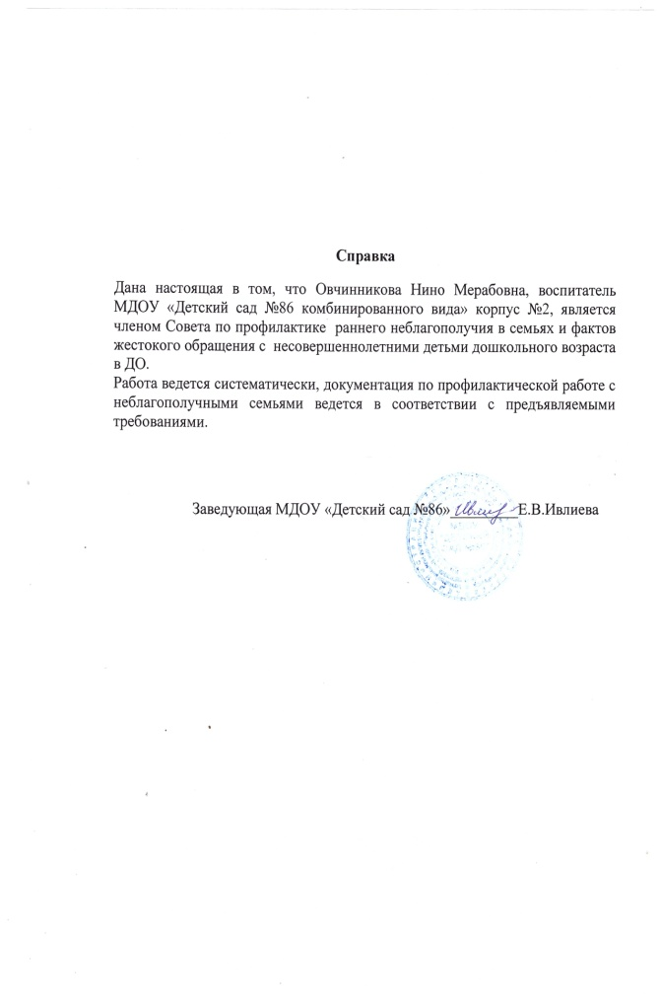 Справка
Дана настоящая в том, что Овчинникова Нино Мерабовна, воспитатель
МДОУ «Детский сад №86 комбинированного вида» корпус №2, является
членом Совета по профилактике раннего неблагополучия в семьях и фактов
жестокого обращения с несовершеннолетними детьми дошкольного возраста
в ДО.
Работа ведется систематически, документация по профилактической работе с
неблагополучными семьями ведется в соответствии с предъявляемыми
требованиями.
Заведующая МДОУ «Детский сад №86»________Е.В.Ивлиева